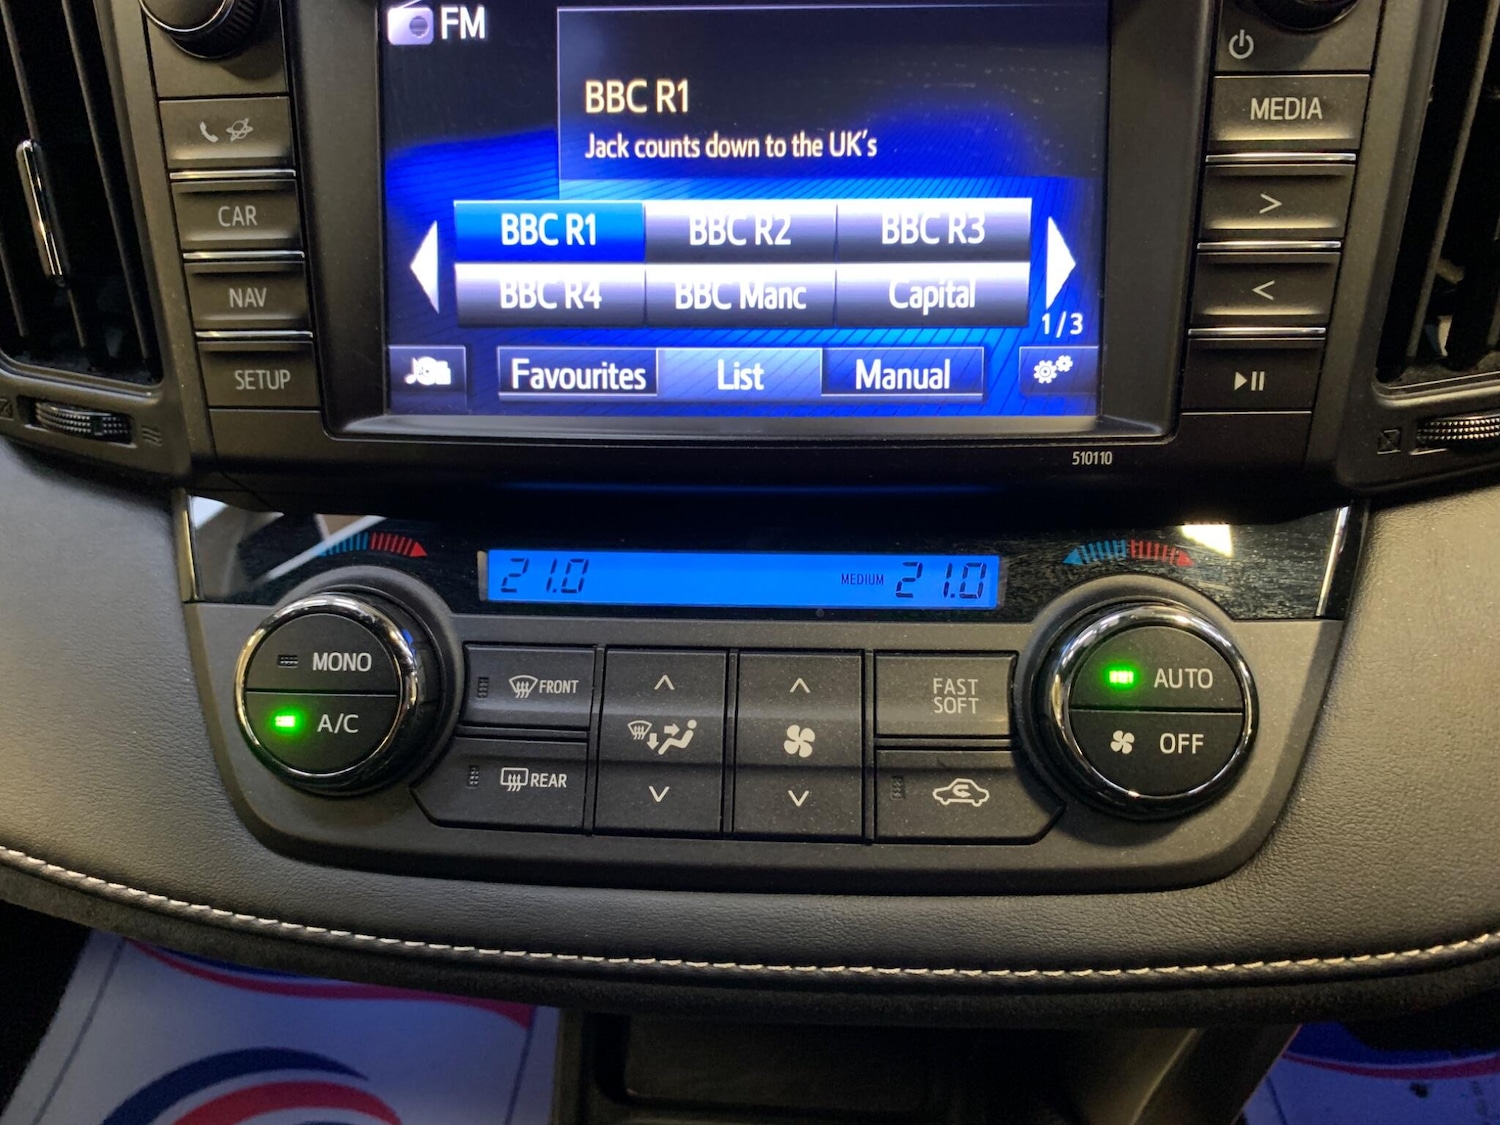 FM
BBC R1
Jack counts down to the UK's
BBC R1 BBC R2 BBC R3
BBC R4 BBC Manc Capital
1/3
Favourites List Manual
CAR
NAV
SETUP
MEDIA
>
<
510110
21.0 MEDIUM 21.0
MONO
A/C
FRONT
REAR
FAST
SOFT
AUTO
OFF